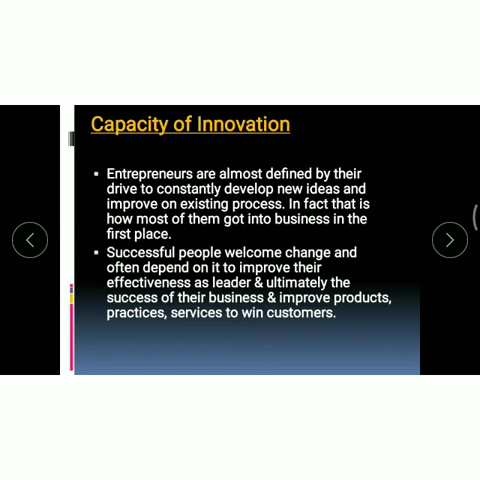 Capacity of Innovation
▪ Entrepreneurs are almost defined by their
drive to constantly develop new ideas and
improve on existing process. In fact that is
how most of them got into business in the
first place.
▪ Successful people welcome change and
often depend on it to improve their
effectiveness as leader & ultimately the
success of their business & improve products,
practices, services to win customers.